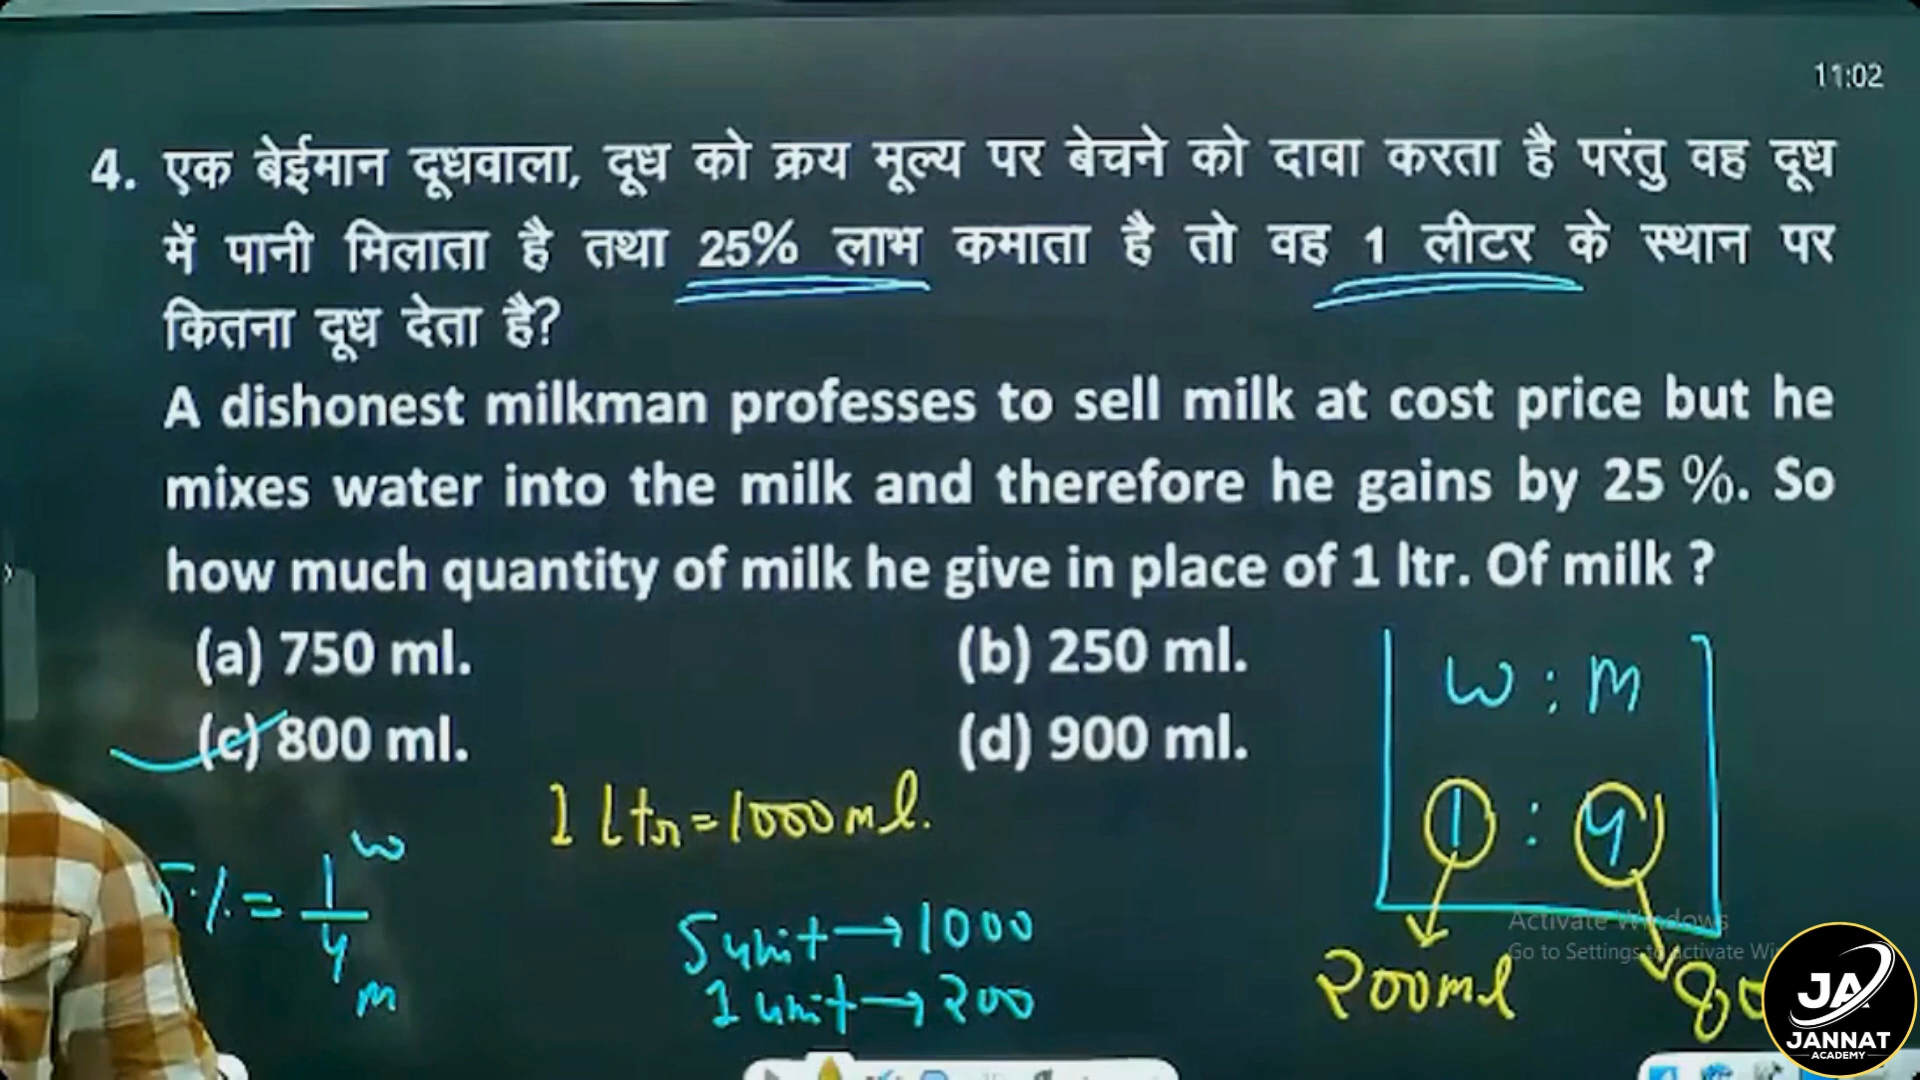 11:02
4. एक बेईमान दूधवाला, दूध को क्रय मूल्य पर बेचने को दावा करता है परंतु वह दूध
में पानी मिलाता है तथा 25% लाभ कमाता है तो वह 1 लीटर के स्थान पर
कितना दूध देता है?
A dishonest milkman professes to sell milk at cost price but he
mixes water into the milk and therefore he gains by 25 %. So
how much quantity of milk he give in place of 1 ltr. Of milk ?
(a) 750 ml. (b) 250 ml.
(c) 800 ml. (d) 900 ml.
W : M
1 : 4
1 Ltr = 1000 ml.
% = 1/4
W
M
5 unit → 1000
1 unit → 200
200 ml
Activate Windows
Go to Settings to Activate
JA
JANNAT
ACADEMY